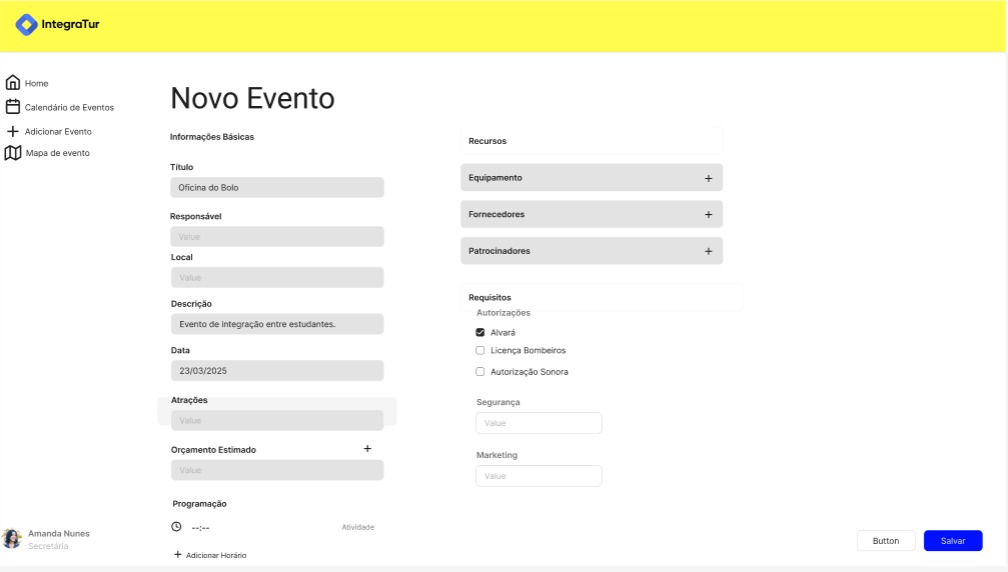 IntegraTur
Home
Calendário de Eventos
Adicionar Evento
Mapa de evento
Novo Evento
Informações Básicas
Título
Oficina do Bolo
Responsável
Value
Local
Value
Descrição
Evento de integração entre estudantes.
Data
23/03/2025
Atrações
Value
Orçamento Estimado
Value
Programação
--:-- Atividade
Adicionar Horário
Recursos
Equipamento
Fornecedores
Patrocinadores
Requisitos
Autorizações
Alvará
Licença Bombeiros
Autorização Sonora
Segurança
Value
Marketing
Value
Amanda Nunes
Secretária
Button Salvar